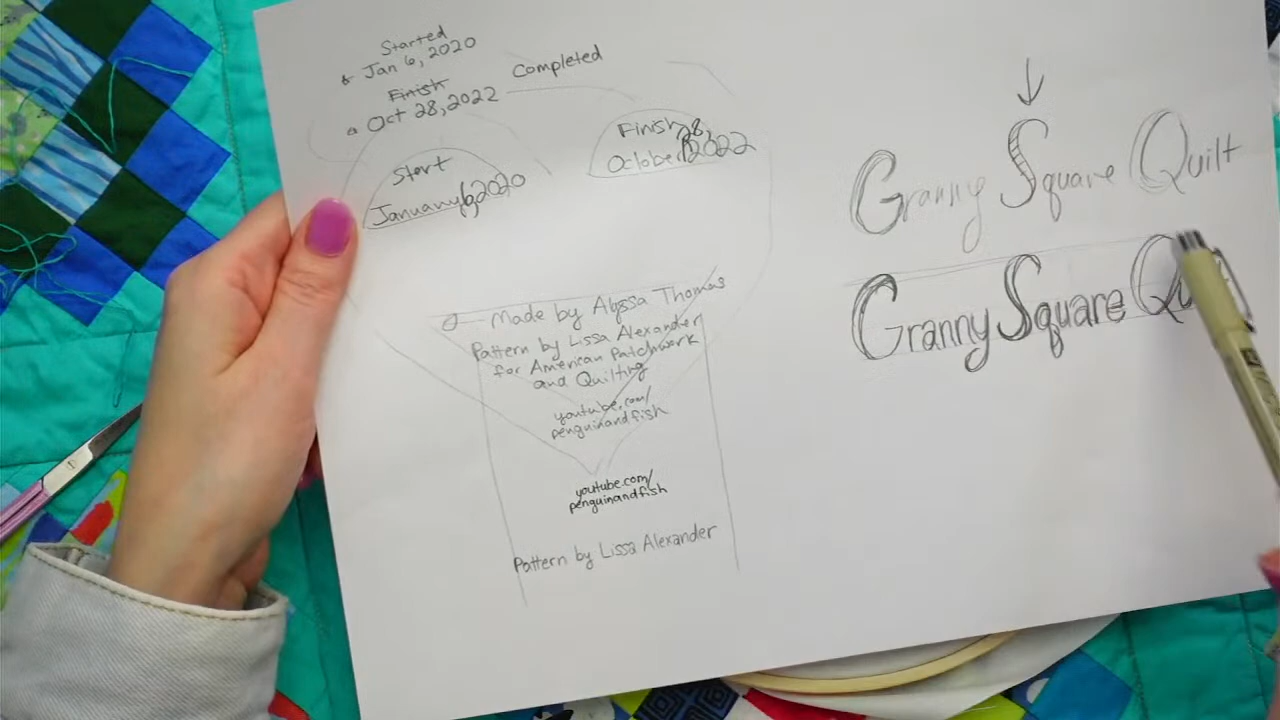 Started
Jan 6, 2020
Finish
Oct 28, 2022
Completed
Start
January 6, 2020
Finish
October 28, 2022
Made by Alyssa Thomas
Pattern by Lissa Alexander
for American Patchwork
and Quilting
youtube.com/
penguinandfish
youtube.com/
penguinandfish
Pattern by Lissa Alexander
Granny Square Quilt
Granny Square